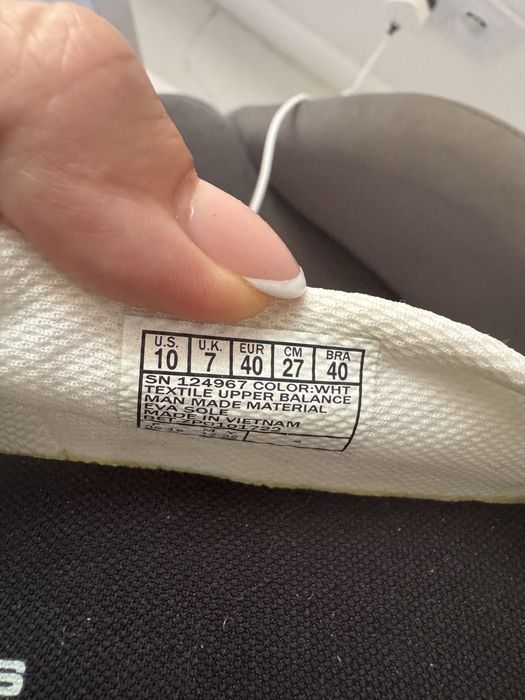 U.S. U.K. EUR CM BRA
10 7 40 27 40
SN 124967 COLOR:WHT
TEXTILE UPPER BALANCE
MAN MADE MATERIAL
EVA SOLE
MADE IN VIETNAM
S